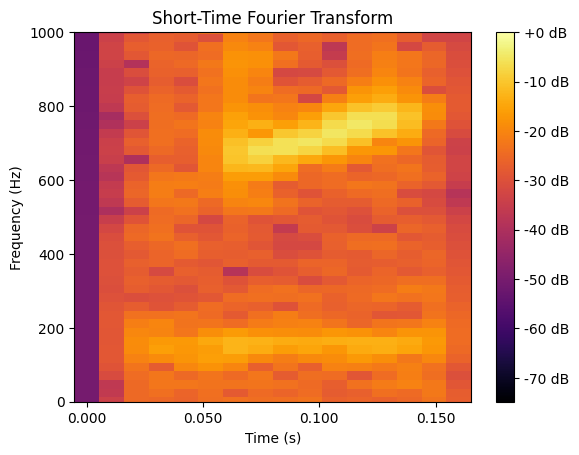 Short-Time Fourier Transform
Frequency (Hz)
1000
800
600
400
200
0
0.000
0.050
0.100
0.150
Time (s)
+0 dB
-10 dB
-20 dB
-30 dB
-40 dB
-50 dB
-60 dB
-70 dB